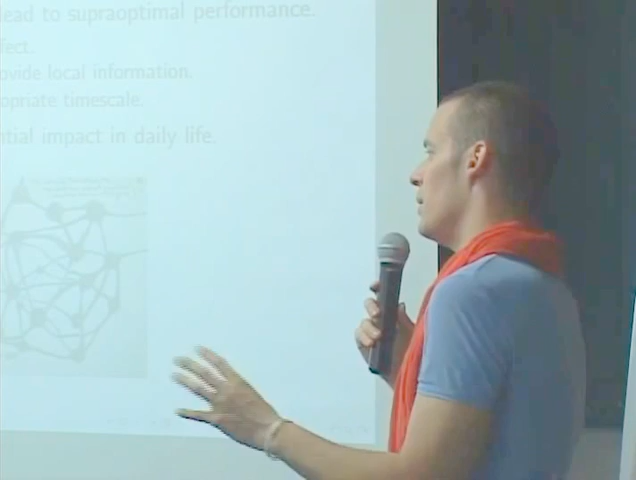 lead to supraoptimal performance.
fect.
ovide local information.
opriate timescale.
ntial impact in daily life.